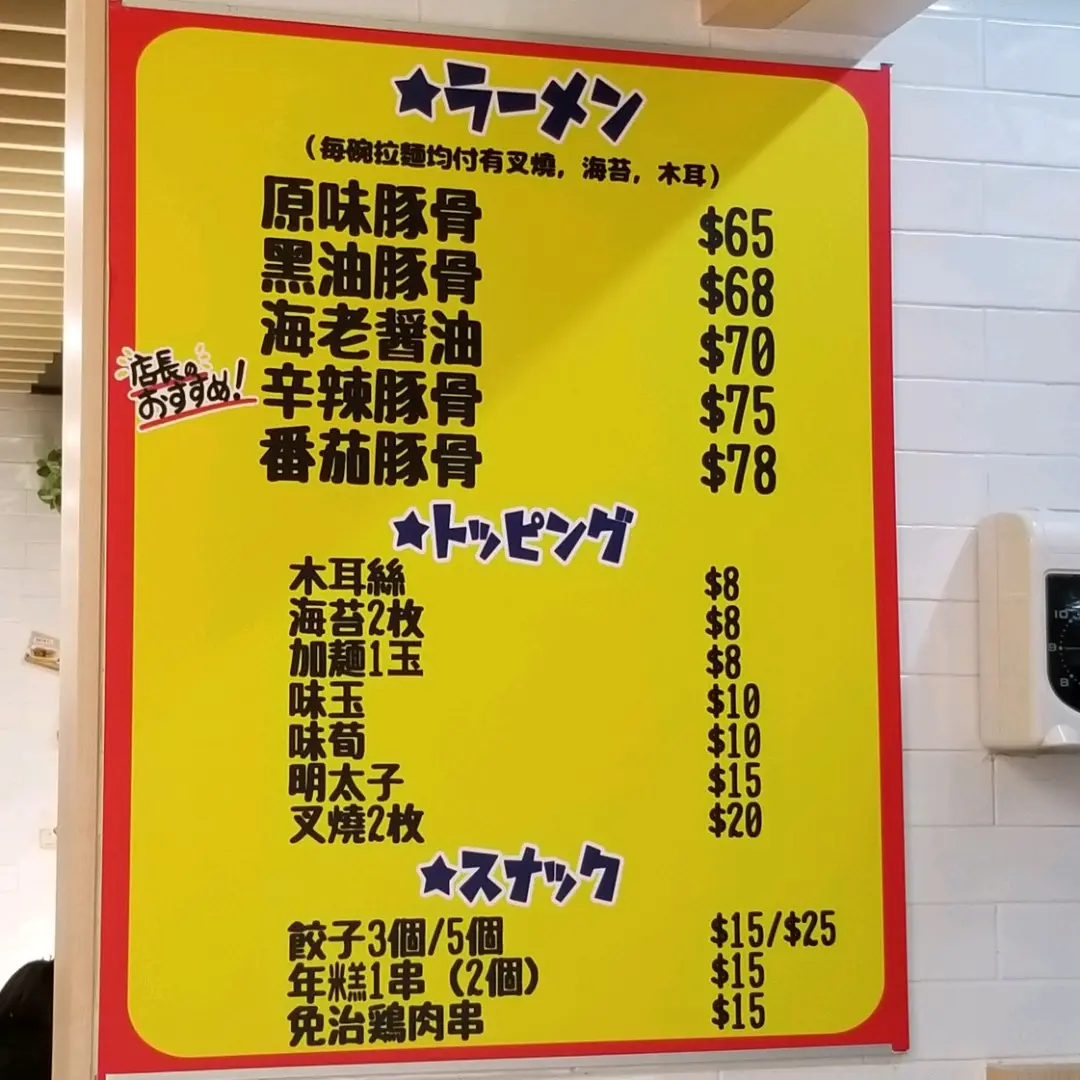 ★ラーメン
（每碗拉麵均付有叉燒，海苔，木耳）
原味豚骨 $65
黑油豚骨 $68
海老醤油 $70
店長の
おすすめ！
辛辣豚骨 $75
番茄豚骨 $78
★トッピング
木耳絲 $8
海苔2枚 $8
加麵1玉 $8
味玉 $10
味荀 $10
明太子 $15
叉燒2枚 $20
★スナック
餃子3個/5個 $15/$25
年糕1串（2個） $15
免治鶏肉串 $15
10
9
8